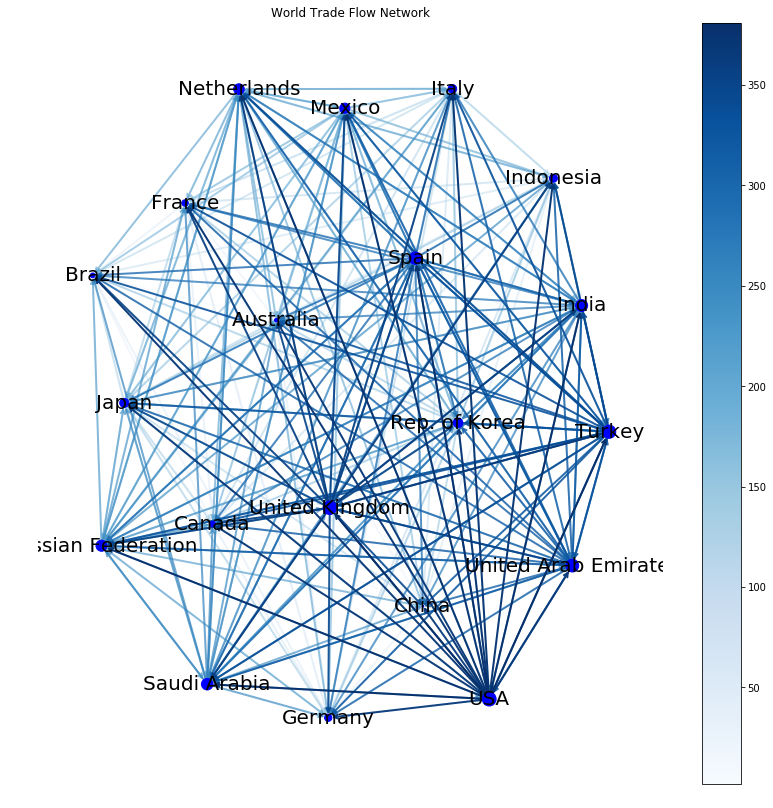 World Trade Flow Network
Netherlands
Italy
Mexico
Indonesia
France
Spain
Brazil
India
Australia
Japan
Rep. of Korea
Turkey
United Kingdom
Canada
ssian Federation
United Arab Emirate
China
Saudi Arabia
USA
Germany
350
300
250
200
150
100
50